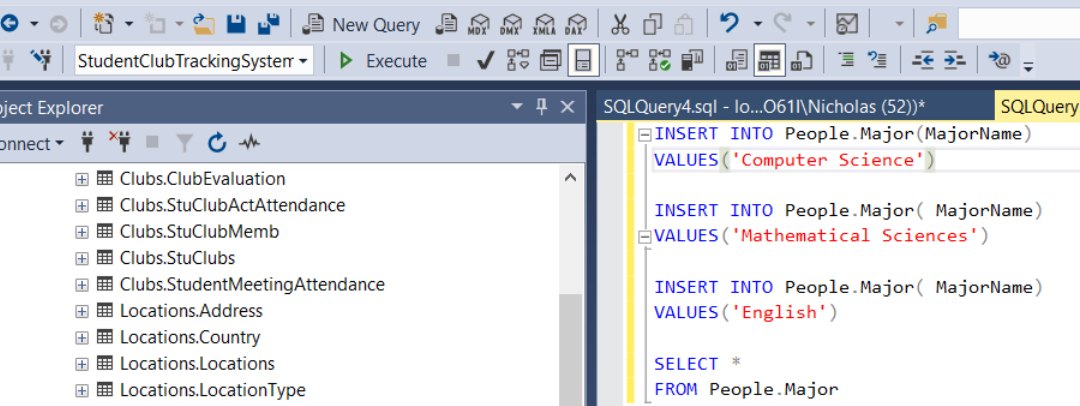 New Query
MDX
DMX
XMLA
DAX
StudentClubTrackingSystem
Execute
oject Explorer
onnect
Clubs.ClubEvaluation
Clubs.StuClubActAttendance
Clubs.StuClubMemb
Clubs.StuClubs
Clubs.StudentMeetingAttendance
Locations.Address
Locations.Country
Locations.Locations
Locations.LocationType
SQLQuery4.sql - lo...O61I\Nicholas (52))*
SQLQuery
INSERT INTO People.Major(MajorName)
VALUES('Computer Science')
INSERT INTO People.Major( MajorName)
VALUES('Mathematical Sciences')
INSERT INTO People.Major( MajorName)
VALUES('English')
SELECT *
FROM People.Major